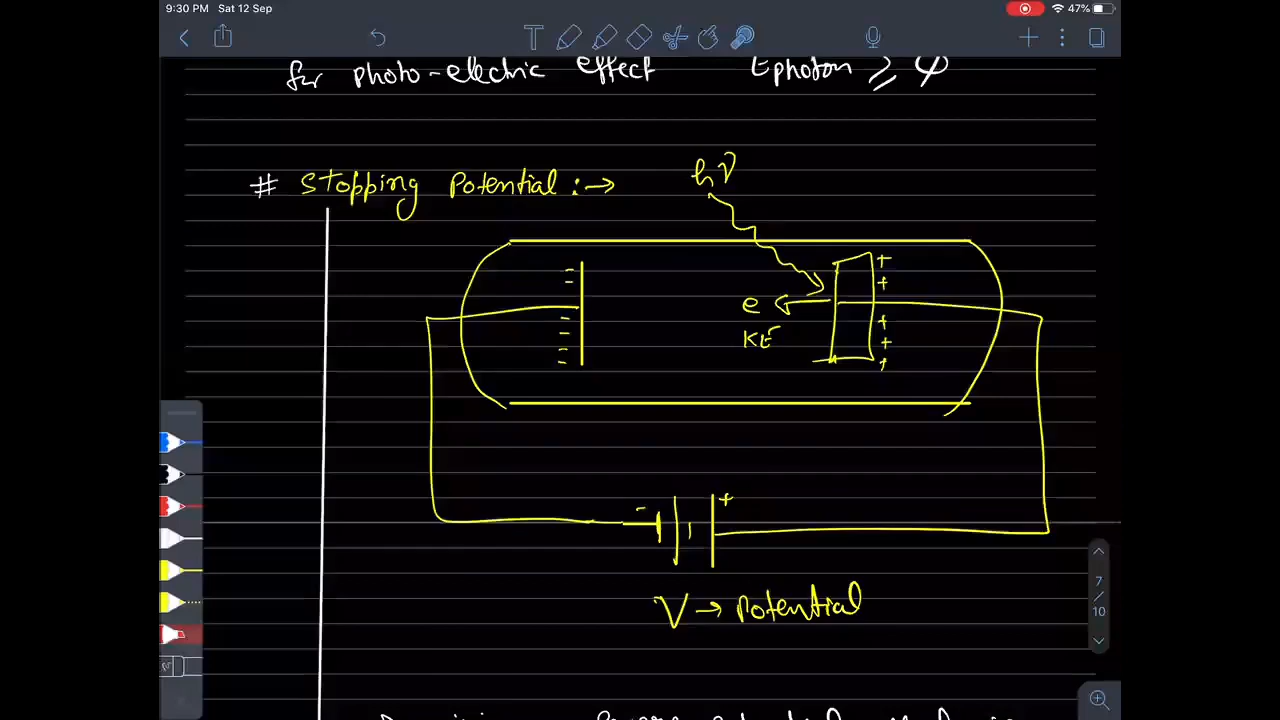 9:30 PM Sat 12 Sep 47%
for photo-electric effect Ephoton ≥ φ
# Stopping Potential :→
hν
e
KE
- +
V → Potential
7
/
10